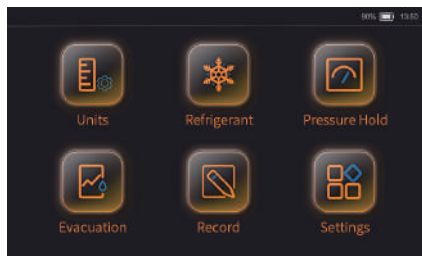 90% 13:50
Units Refrigerant Pressure Hold
Evacuation Record Settings